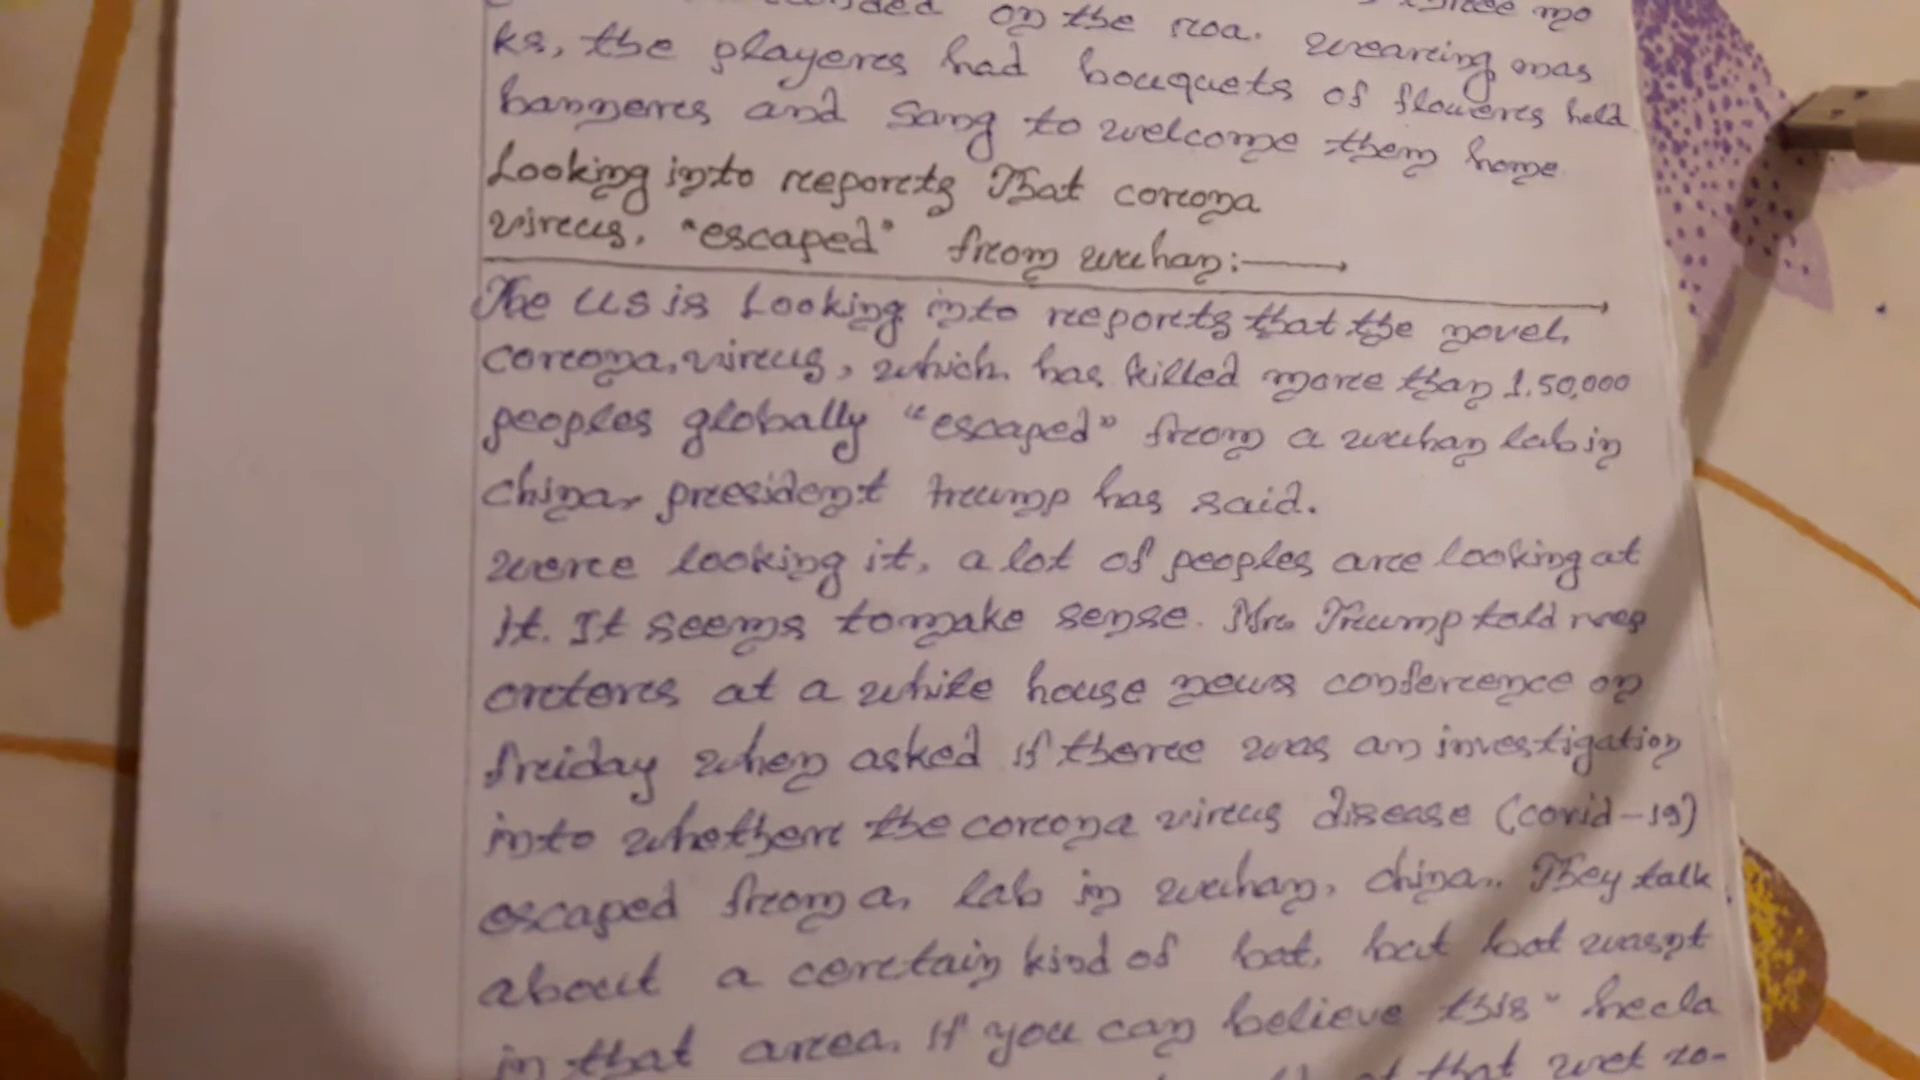 on the roa. wearing mas
ks, the players had bouquets of flowers held
banners and sang to welcome them home
Looking into reports That corona
virus, "escaped" from wuhan:
The US is Looking into reports that the novel
corona, virus, which. has killed more than 1.50,000
peoples globally "escaped" from a wuhan lab in
china, president trump has said.
were looking it, a lot of peoples are looking at
it. It seems to make sense. Mr. Trump told rep
orters at a white house news conference on
friday when asked if there was an investigation
into whether the corona virus disease (covid-19)
escaped from a, lab in wuhan, china.. They talk
about a certain kind of bat, but bat wasnt
in that area. If you can believe this"
that wet